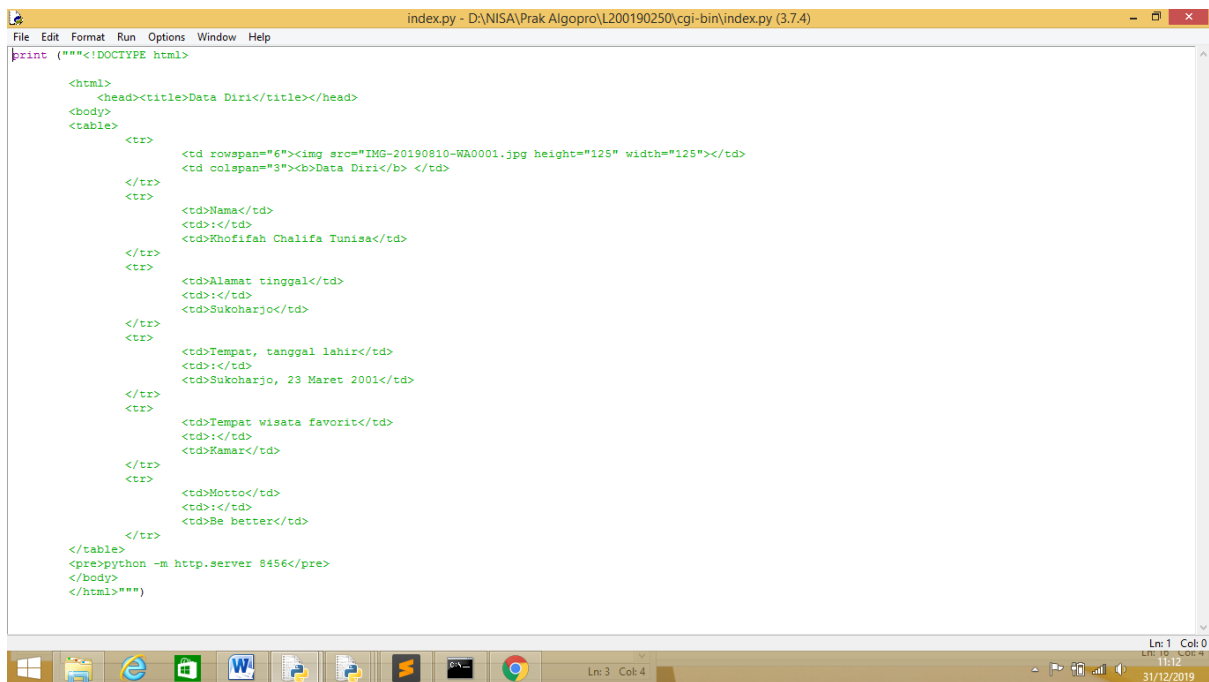 index.py - D:\NISA\Prak Algopro\L200190250\cgi-bin\index.py (3.7.4)
File Edit Format Run Options Window Help
print ("""<!DOCTYPE html>
<html>
<head><title>Data Diri</title></head>
<body>
<table>
<tr>
<td rowspan="6"><img src="IMG-20190810-WA0001.jpg height="125" width="125"></td>
<td colspan="3"><b>Data Diri</b> </td>
</tr>
<tr>
<td>Nama</td>
<td>:</td>
<td>Khofifah Chalifa Tunisa</td>
</tr>
<tr>
<td>Alamat tinggal</td>
<td>:</td>
<td>Sukoharjo</td>
</tr>
<tr>
<td>Tempat, tanggal lahir</td>
<td>:</td>
<td>Sukoharjo, 23 Maret 2001</td>
</tr>
<tr>
<td>Tempat wisata favorit</td>
<td>:</td>
<td>Kamar</td>
</tr>
<tr>
<td>Motto</td>
<td>:</td>
<td>Be better</td>
</tr>
</table>
<pre>python -m http.server 8456</pre>
</body>
</html>""")
Ln: 1 Col: 0
Ln: 16 Col: 4
Ln: 3 Col: 4
11:12
31/12/2019